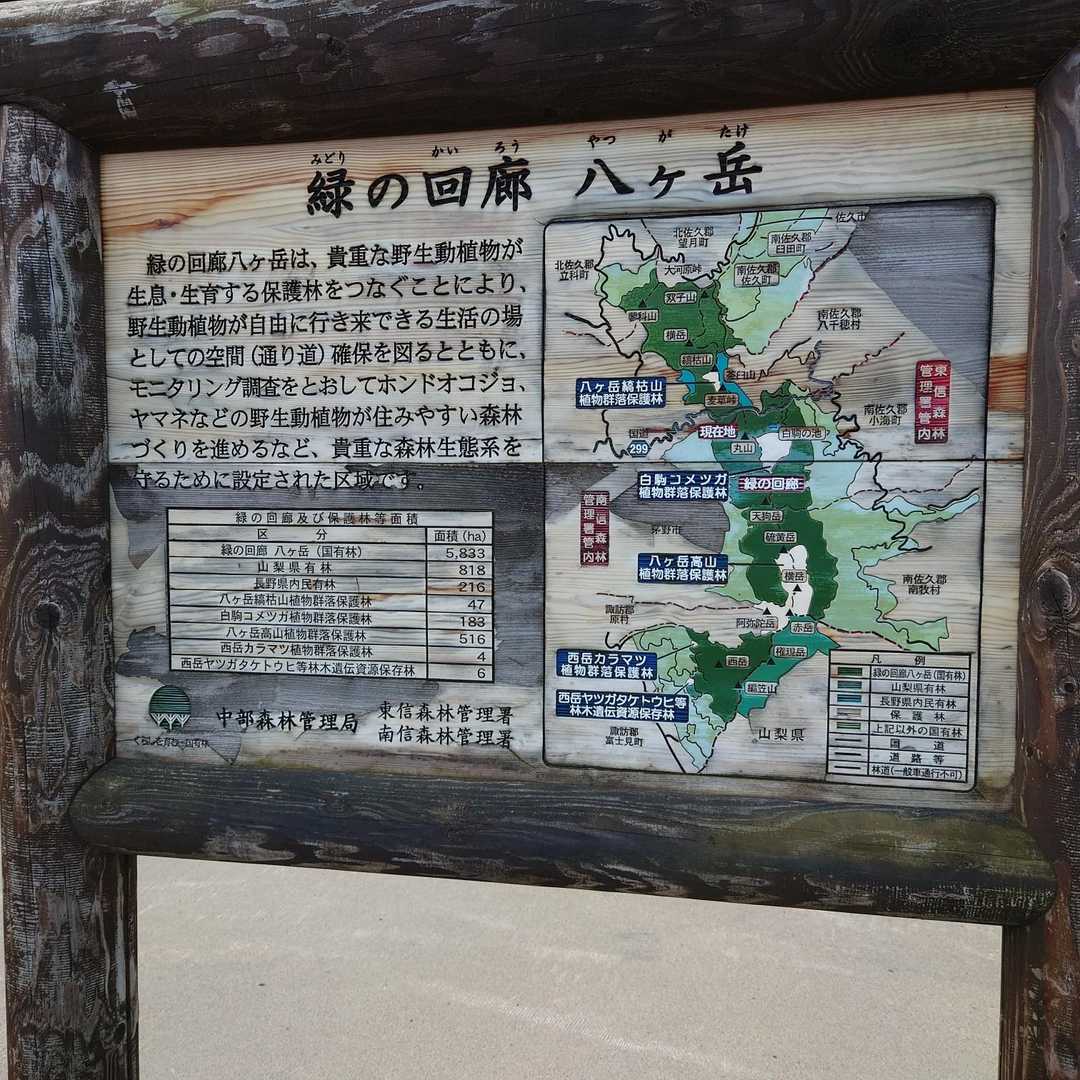 みどり かい ろう やつ が たけ
緑の回廊 八ヶ岳
緑の回廊八ヶ岳は、貴重な野生動植物が
生息・生育する保護林をつなぐことにより、
野生動植物が自由に行き来できる生活の場
としての空間(通り道)確保を図るとともに、
モニタリング調査をとおしてホンドオコジョ、
ヤマネなどの野生動植物が住みやすい森林
づくりを進めるなど、貴重な森林生態系を
守るために設定された区域です。
緑の回廊及び保護林等面積
区 分 面積(ha)
緑の回廊 八ヶ岳(国有林) 5,833
山梨県有林 818
長野県内民有林 216
八ヶ岳縞枯山植物群落保護林 47
白駒コメツガ植物群落保護林 183
八ヶ岳高山植物群落保護林 516
西岳カラマツ植物群落保護林 4
西岳ヤツガタケトウヒ等林木遺伝資源保存林 6
中部森林管理局
東信森林管理署
南信森林管理署
佐久市
北佐久郡
望月町
南佐久郡
臼田町
北佐久郡
立科町
大河原峠
南佐久郡
佐久町
双子山
蓼科山
南佐久郡
八千穂村
横岳
縞枯山
八ヶ岳縞枯山
植物群落保護林
麦草峠
東信森林
管理署管内
南佐久郡
小海町
国道
299
現在地
白駒の池
丸山
白駒コメツガ
植物群落保護林
緑の回廊
南信森林
管理署管内
天狗岳
茅野市
硫黄岳
八ヶ岳高山
植物群落保護林
横岳
南佐久郡
南牧村
諏訪郡
原村
阿弥陀岳
赤岳
西岳カラマツ
植物群落保護林
西岳
権現岳
編笠山
西岳ヤツガタケトウヒ等
林木遺伝資源保存林
諏訪郡
富士見町
山梨県
凡 例
緑の回廊八ヶ岳(国有林)
山梨県有林
長野県内民有林
保護林
上記以外の国有林
国道
道路等
林道(一般車通行不可)